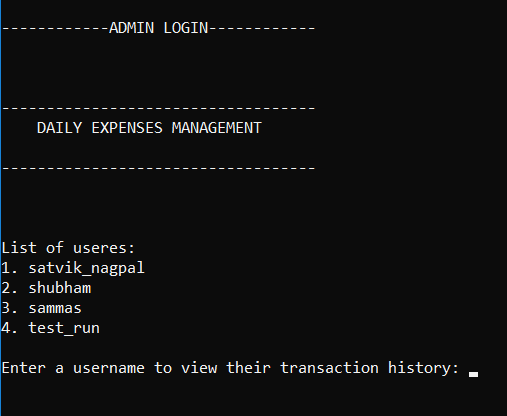 ------------ADMIN LOGIN------------
-----------------------------------
    DAILY EXPENSES MANAGEMENT
-----------------------------------
List of useres:
1. satvik_nagpal
2. shubham
3. sammas
4. test_run
Enter a username to view their transaction history: